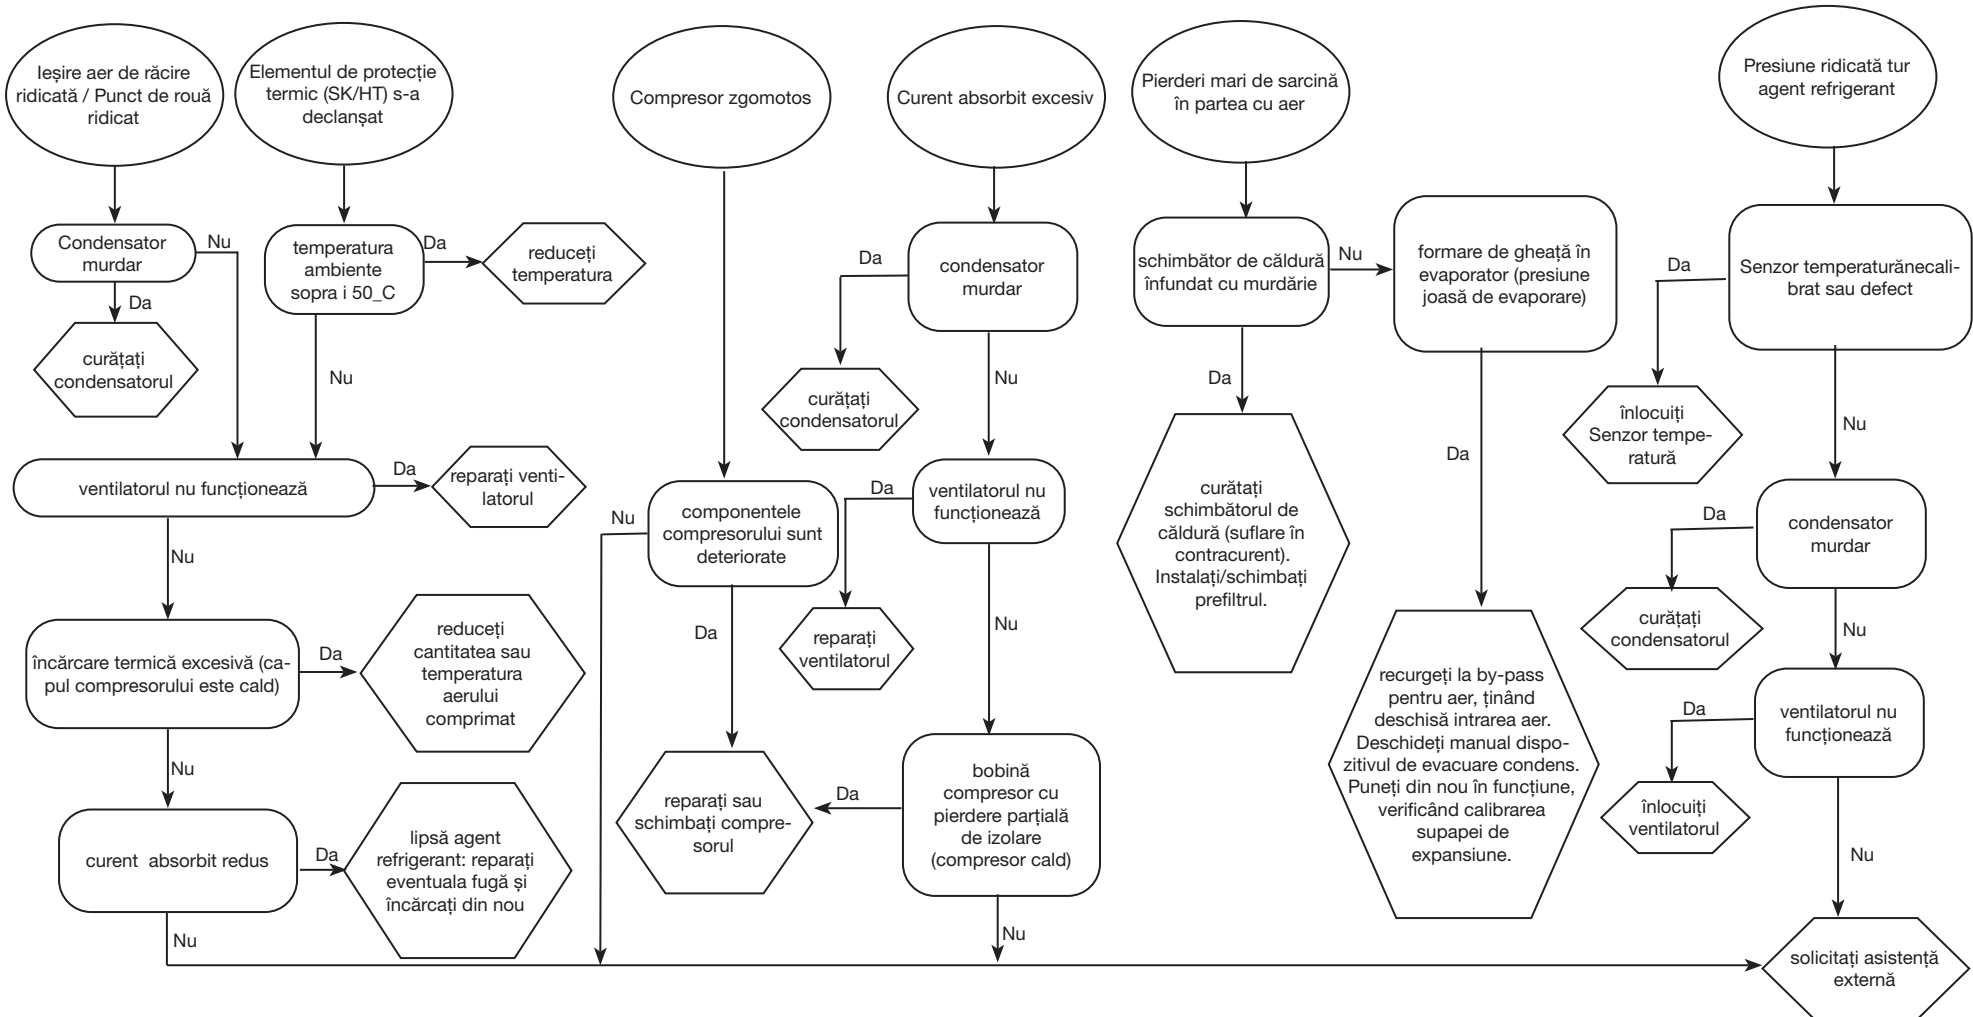 Ieșire aer de răcire
ridicată / Punct de rouă
ridicat
Elementul de protecție
termic (SK/HT) s-a
declanșat
Compresor zgomotos
Curent absorbit excesiv
Pierderi mari de sarcină
în partea cu aer
Presiune ridicată tur
agent refrigerant
Condensator
murdar
Nu
Da
curățați
condensatorul
temperatura
ambiente
sopra i 50_C
Da
reduceți
temperatura
Nu
ventilatorul nu funcționează
Da
reparați venti-
latorul
Nu
încărcare termică excesivă (ca-
pul compresorului este cald)
Da
reduceți
cantitatea sau
temperatura
aerului
comprimat
Nu
curent  absorbit redus
Da
lipsă agent
refrigerant: reparați
eventuala fugă și
încărcați din nou
Nu
componentele
compresorului sunt
deteriorate
Nu
Da
reparați sau
schimbați compre-
sorul
condensator
murdar
Da
curățați
condensatorul
Nu
ventilatorul nu
funcționează
Da
reparați
ventilatorul
Nu
bobină
compresor cu
pierdere parțială
de izolare
(compresor cald)
Da
Nu
schimbător de căldură
înfundat cu murdărie
Nu
Da
curătați
schimbătorul de
căldură (suflare în
contracurent).
Instalați/schimbați
prefiltrul.
formare de gheață în
evaporator (presiune
joasă de evaporare)
Da
recurgeți la by-pass
pentru aer, ținând
deschisă intrarea aer.
Deschideți manual dispo-
zitivul de evacuare condens.
Puneți din nou în funcțiune,
verificând calibrarea
supapei de
expansiune.
Senzor temperaturănecali-
brat sau defect
Da
înlocuiți
Senzor tempe-
ratură
Nu
condensator
murdar
Da
curățați
condensatorul
Nu
ventilatorul nu
funcționează
Da
înlocuiți
ventilatorul
Nu
solicitați asistență
externă